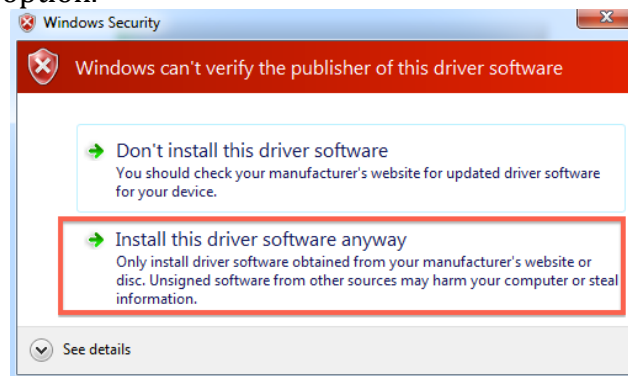 option.
Windows Security
Windows can't verify the publisher of this driver software
Don't install this driver software
You should check your manufacturer's website for updated driver software
for your device.
Install this driver software anyway
Only install driver software obtained from your manufacturer's website or
disc. Unsigned software from other sources may harm your computer or steal
information.
See details